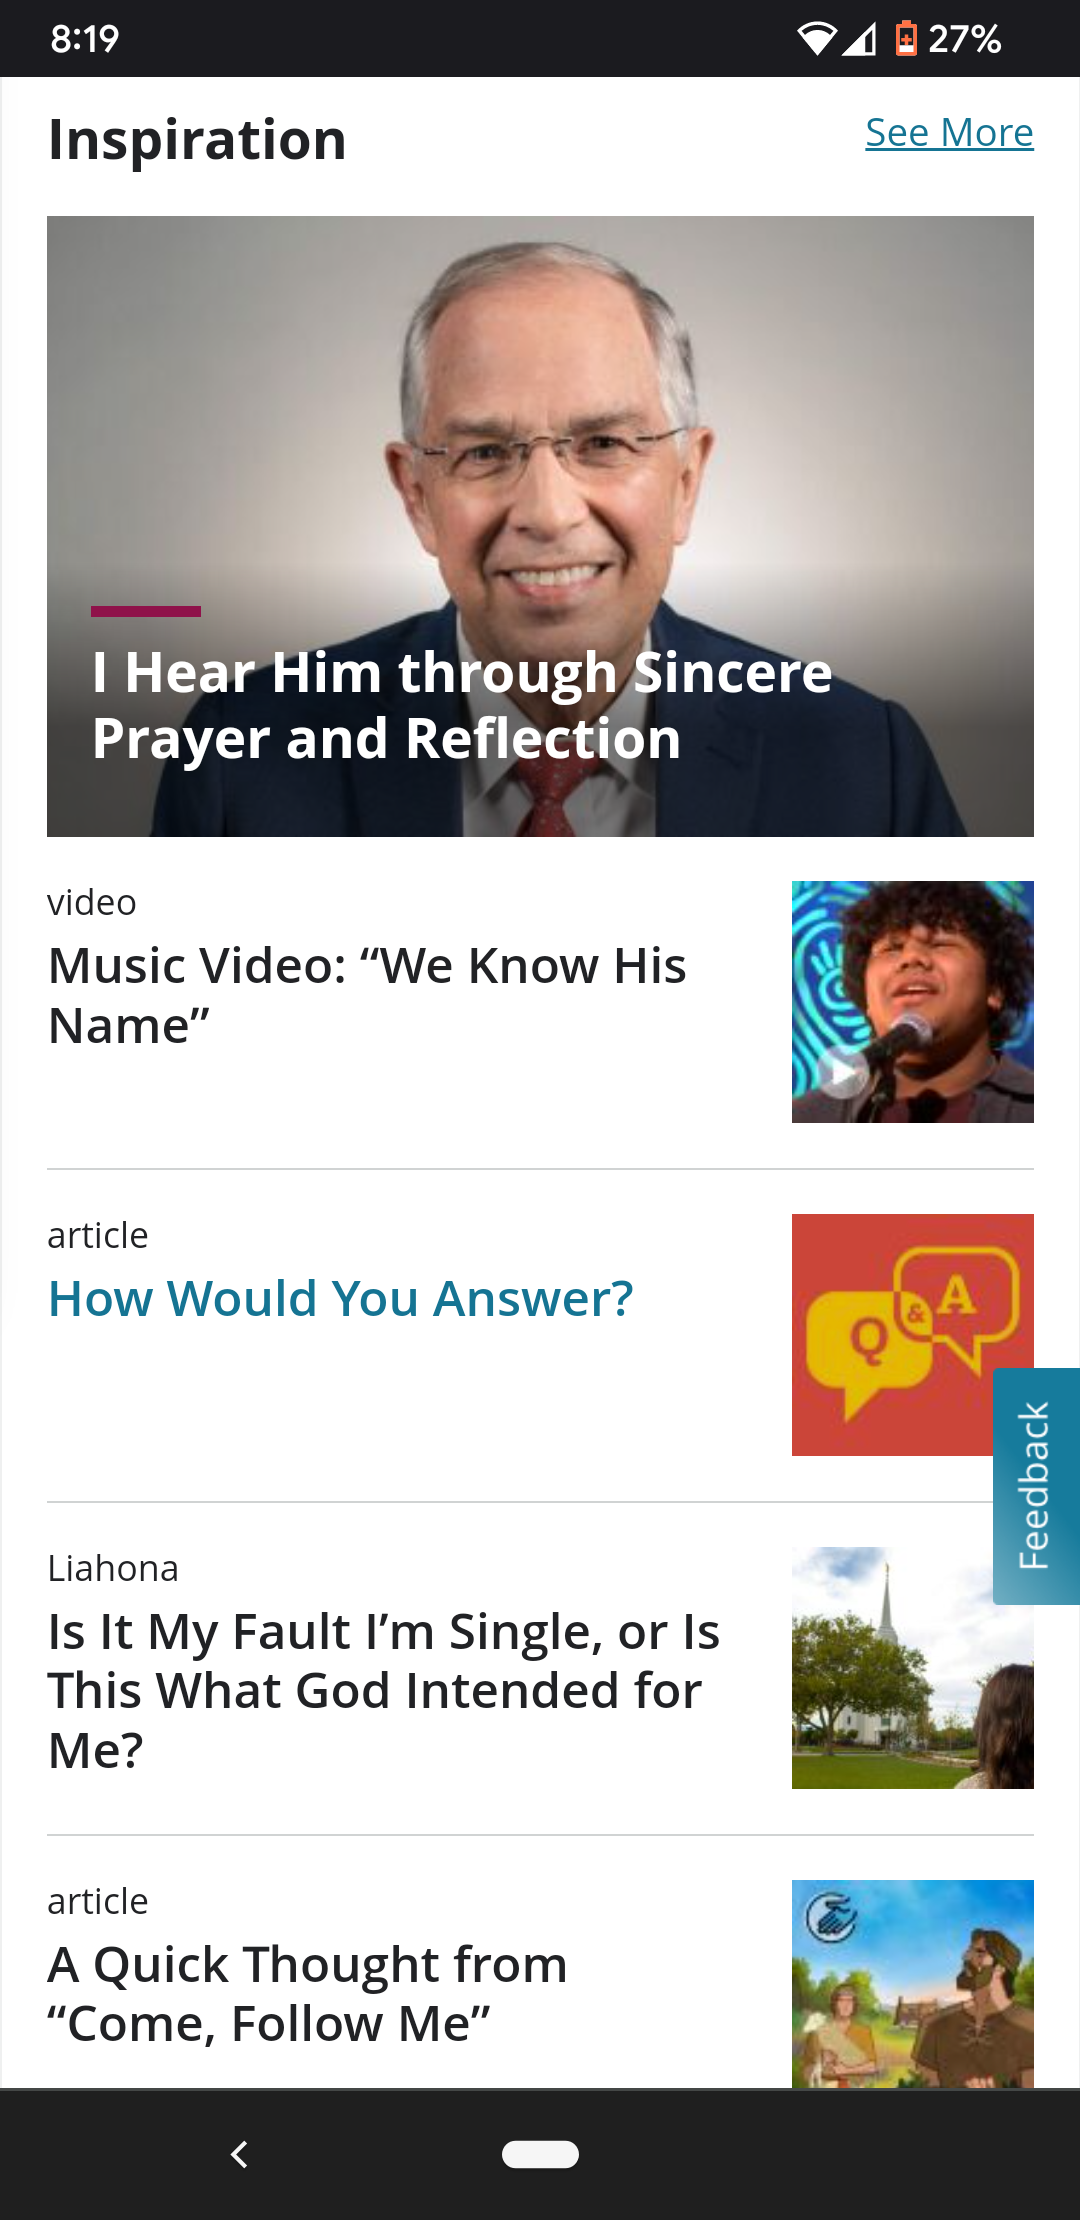 8:19
27%
Inspiration
See More
I Hear Him through Sincere
Prayer and Reflection
video
Music Video: “We Know His
Name”
article
How Would You Answer?
Q & A
Feedback
Liahona
Is It My Fault I’m Single, or Is
This What God Intended for
Me?
article
A Quick Thought from
“Come, Follow Me”